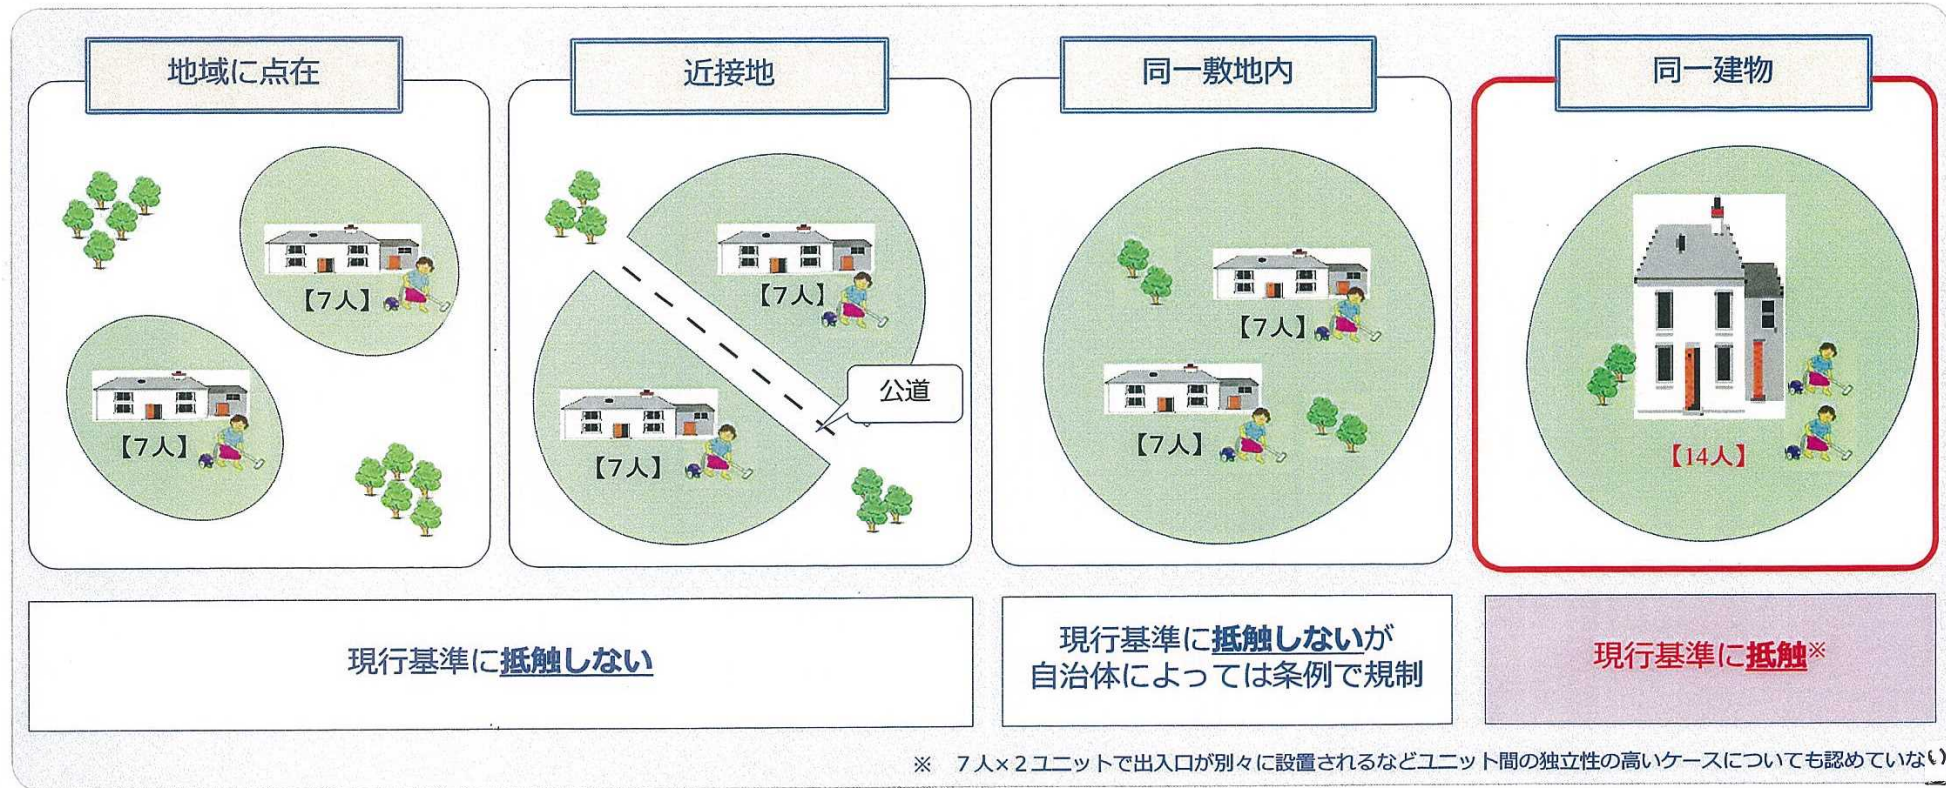 地域に点在
近接地
同一敷地内
同一建物
【7人】
【7人】
【7人】
【7人】
公道
【7人】
【7人】
【14人】
現行基準に抵触しない
現行基準に抵触しないが
自治体によっては条例で規制
現行基準に抵触※
※ 7人×2ユニットで出入口が別々に設置されるなどユニット間の独立性の高いケースについても認めていない